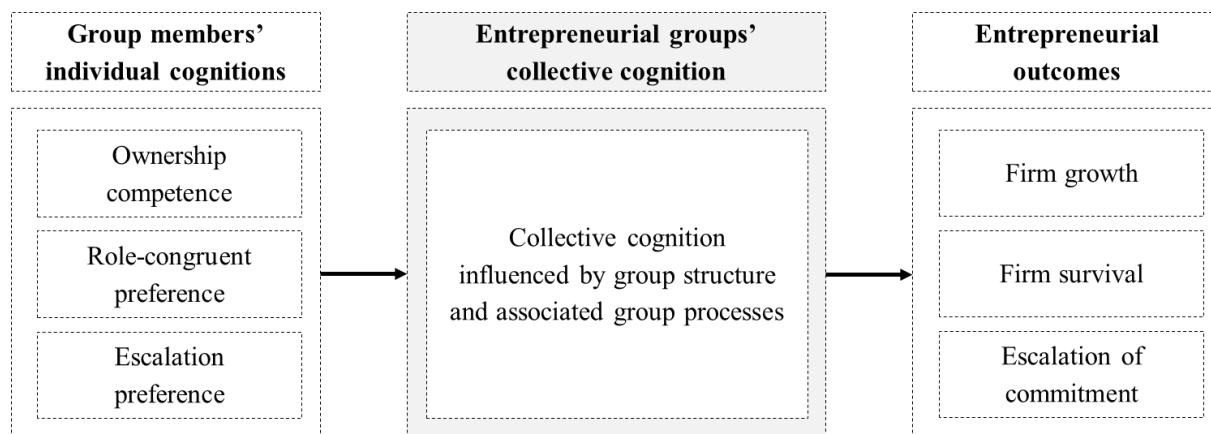 Group members’
individual cognitions
Entrepreneurial groups’
collective cognition
Entrepreneurial
outcomes
Ownership
competence
Role-congruent
preference
Escalation
preference
Collective cognition
influenced by group structure
and associated group processes
Firm growth
Firm survival
Escalation of
commitment